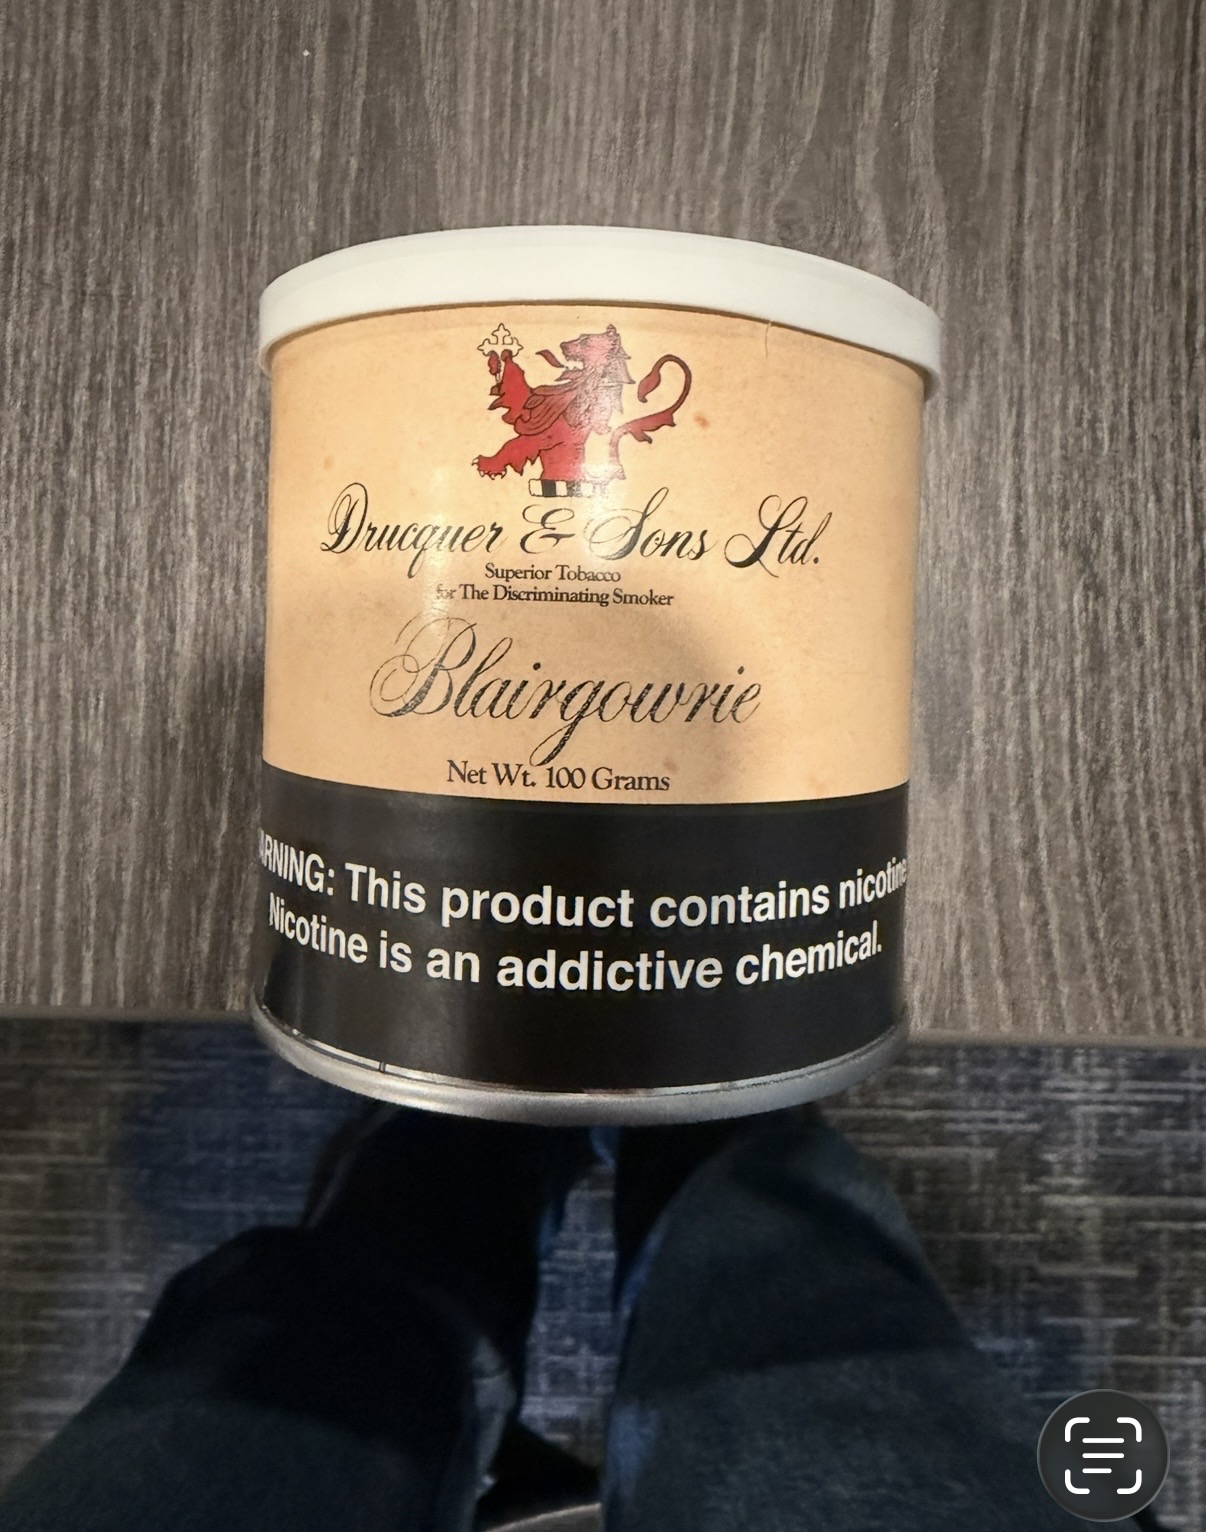 Drucquer & Sons Ltd.
Superior Tobacco
for The Discriminating Smoker
Blairgowrie
Net Wt. 100 Grams
WARNING: This product contains nicotine.
Nicotine is an addictive chemical.